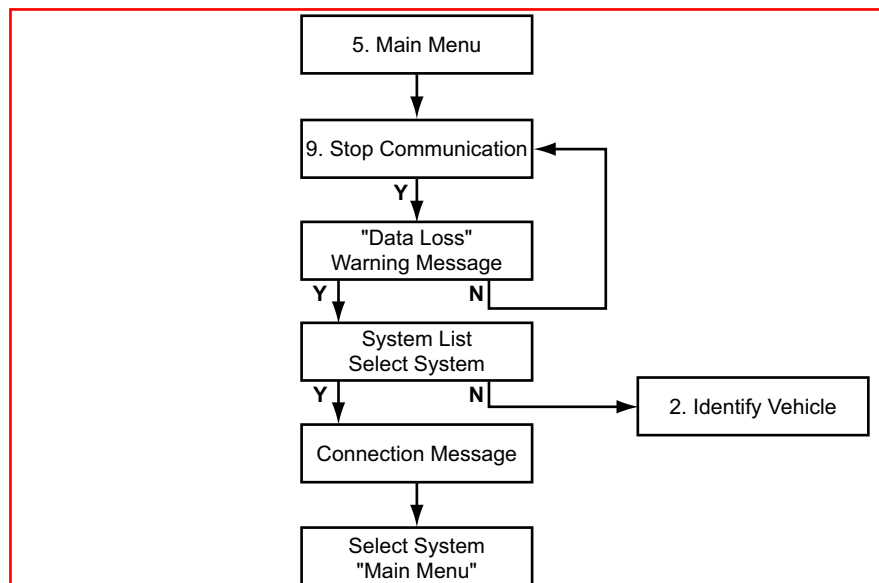 5. Main Menu
9. Stop Communication
Y
"Data Loss"
Warning Message
Y
N
System List
Select System
Y
N
2. Identify Vehicle
Connection Message
Select System
"Main Menu"